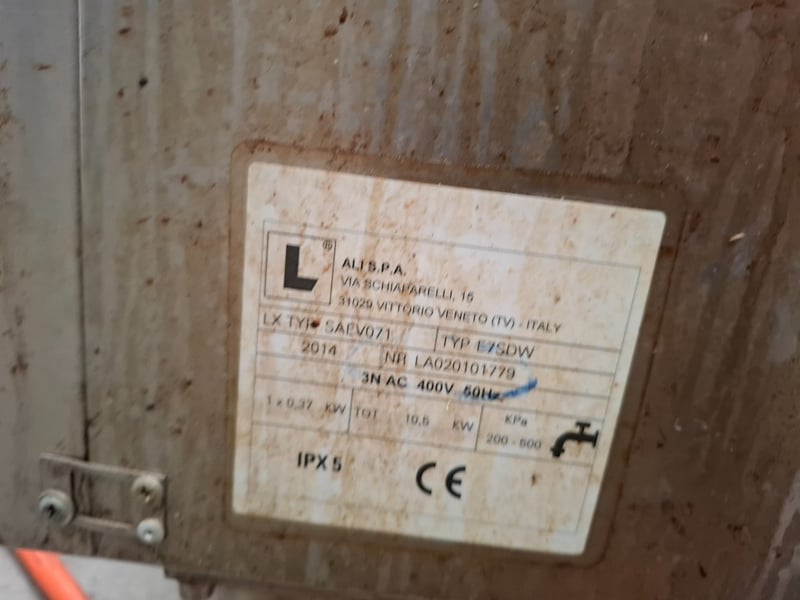 L®
ALI S.P.A.
VIA SCHIAPARELLI, 15
31029 VITTORIO VENETO (TV) - ITALY
LX TYP SAEV071 TYP E7SDW
2014 NR LA020101779
3N AC 400V 50Hz
1 x 0,37 KW TOT 10,5 KW KPa
200 - 500
IPX 5 CE